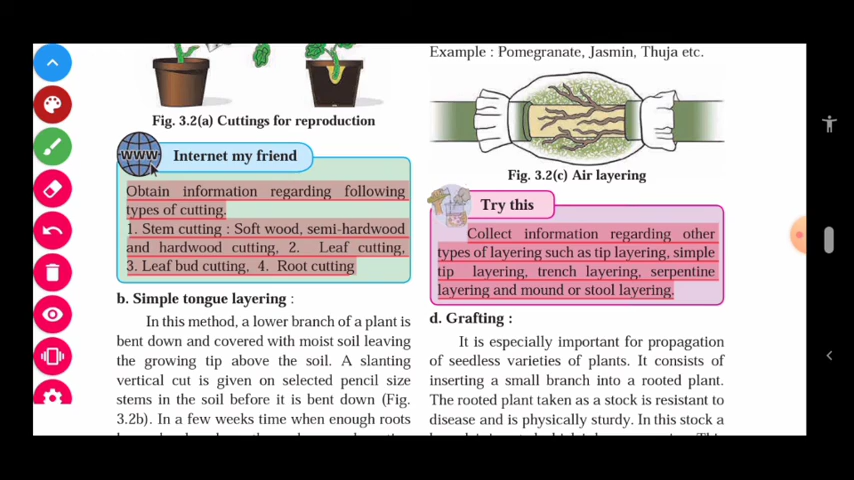 Fig. 3.2(a) Cuttings for reproduction
WWW
Internet my friend
Obtain information regarding following
types of cutting.
1. Stem cutting : Soft wood, semi-hardwood
and hardwood cutting, 2. Leaf cutting,
3. Leaf bud cutting, 4. Root cutting
b. Simple tongue layering :
In this method, a lower branch of a plant is
bent down and covered with moist soil leaving
the growing tip above the soil. A slanting
vertical cut is given on selected pencil size
stems in the soil before it is bent down (Fig.
3.2b). In a few weeks time when enough roots
Example : Pomegranate, Jasmin, Thuja etc.
Fig. 3.2(c) Air layering
Try this
Collect information regarding other
types of layering such as tip layering, simple
tip layering, trench layering, serpentine
layering and mound or stool layering.
d. Grafting :
It is especially important for propagation
of seedless varieties of plants. It consists of
inserting a small branch into a rooted plant.
The rooted plant taken as a stock is resistant to
disease and is physically sturdy. In this stock a